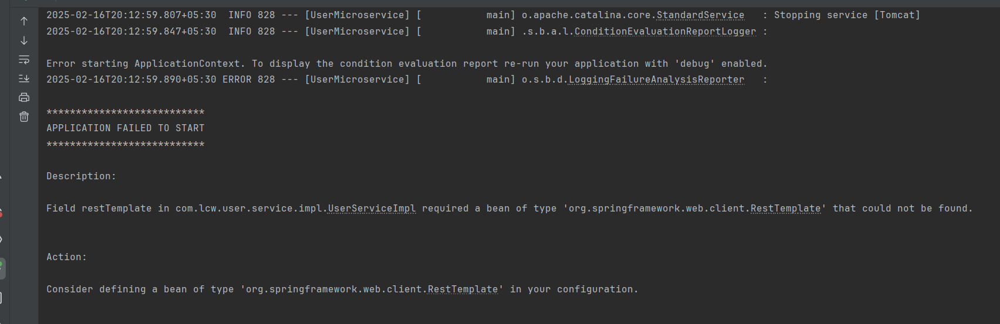 2025-02-16T20:12:59.807+05:30  INFO 828 --- [UserMicroservice] [           main] o.apache.catalina.core.StandardService   : Stopping service [Tomcat]
2025-02-16T20:12:59.847+05:30  INFO 828 --- [UserMicroservice] [           main] .s.b.a.l.ConditionEvaluationReportLogger :
Error starting ApplicationContext. To display the condition evaluation report re-run your application with 'debug' enabled.
2025-02-16T20:12:59.890+05:30 ERROR 828 --- [UserMicroservice] [           main] o.s.b.d.LoggingFailureAnalysisReporter   :
***************************
APPLICATION FAILED TO START
***************************
Description:
Field restTemplate in com.lcw.user.service.impl.UserServiceImpl required a bean of type 'org.springframework.web.client.RestTemplate' that could not be found.
Action:
Consider defining a bean of type 'org.springframework.web.client.RestTemplate' in your configuration.